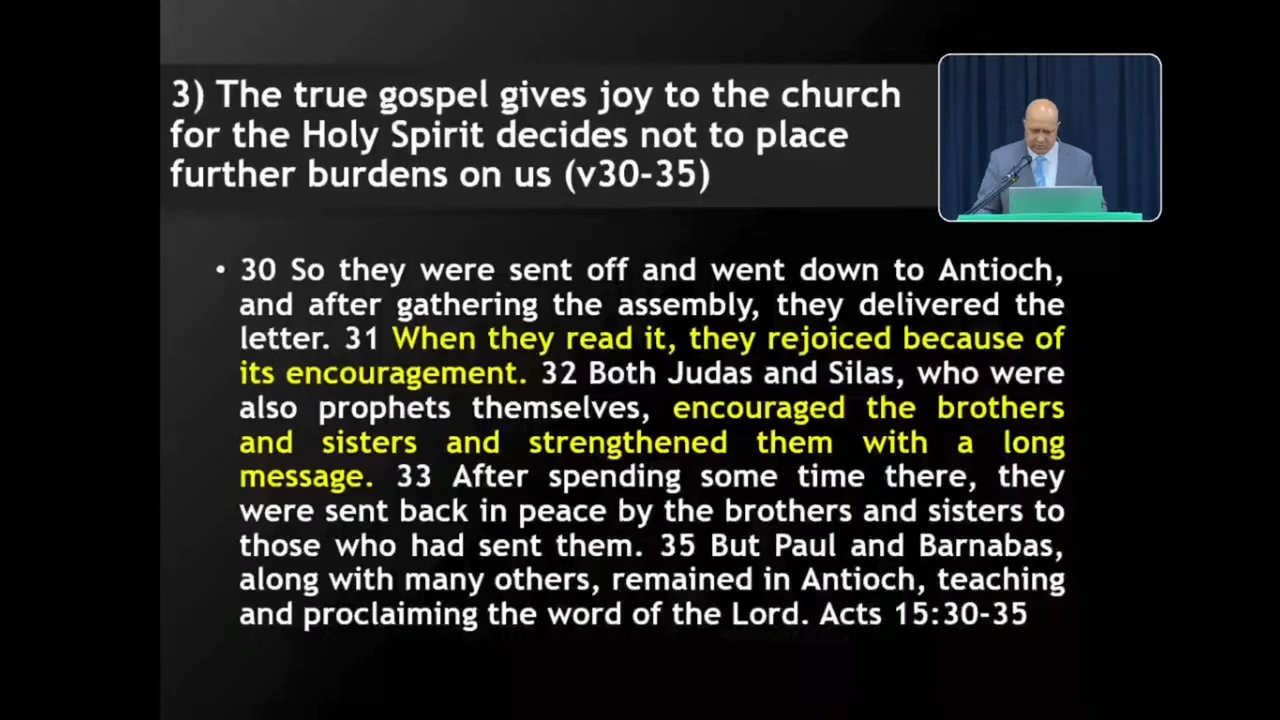 3) The true gospel gives joy to the church
for the Holy Spirit decides not to place
further burdens on us (v30-35)
• 30 So they were sent off and went down to Antioch,
and after gathering the assembly, they delivered the
letter. 31 When they read it, they rejoiced because of
its encouragement. 32 Both Judas and Silas, who were
also prophets themselves, encouraged the brothers
and sisters and strengthened them with a long
message. 33 After spending some time there, they
were sent back in peace by the brothers and sisters to
those who had sent them. 35 But Paul and Barnabas,
along with many others, remained in Antioch, teaching
and proclaiming the word of the Lord. Acts 15:30-35